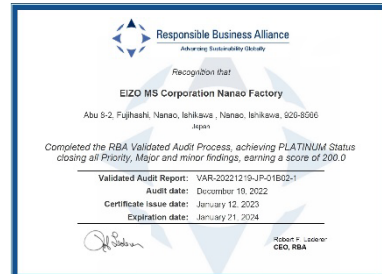 Responsible Business Alliance
Advancing Sustainability Globally
Recognition that
EIZO MS Corporation Nanao Factory
Abu 8-2, Fujihashi, Nanao, Ishikawa , Nanao, Ishikawa, 926-8566
Japan
Completed the RBA Validated Audit Process, achieving PLATINUM Status
closing all Priority, Major and minor findings, earning a score of 200.0
Validated Audit Report: VAR-20221219-JP-01B02-1
Audit date: December 19, 2022
Certificate issue date: January 12, 2023
Expiration date: January 21, 2024
Robert F. Lederer
CEO, RBA